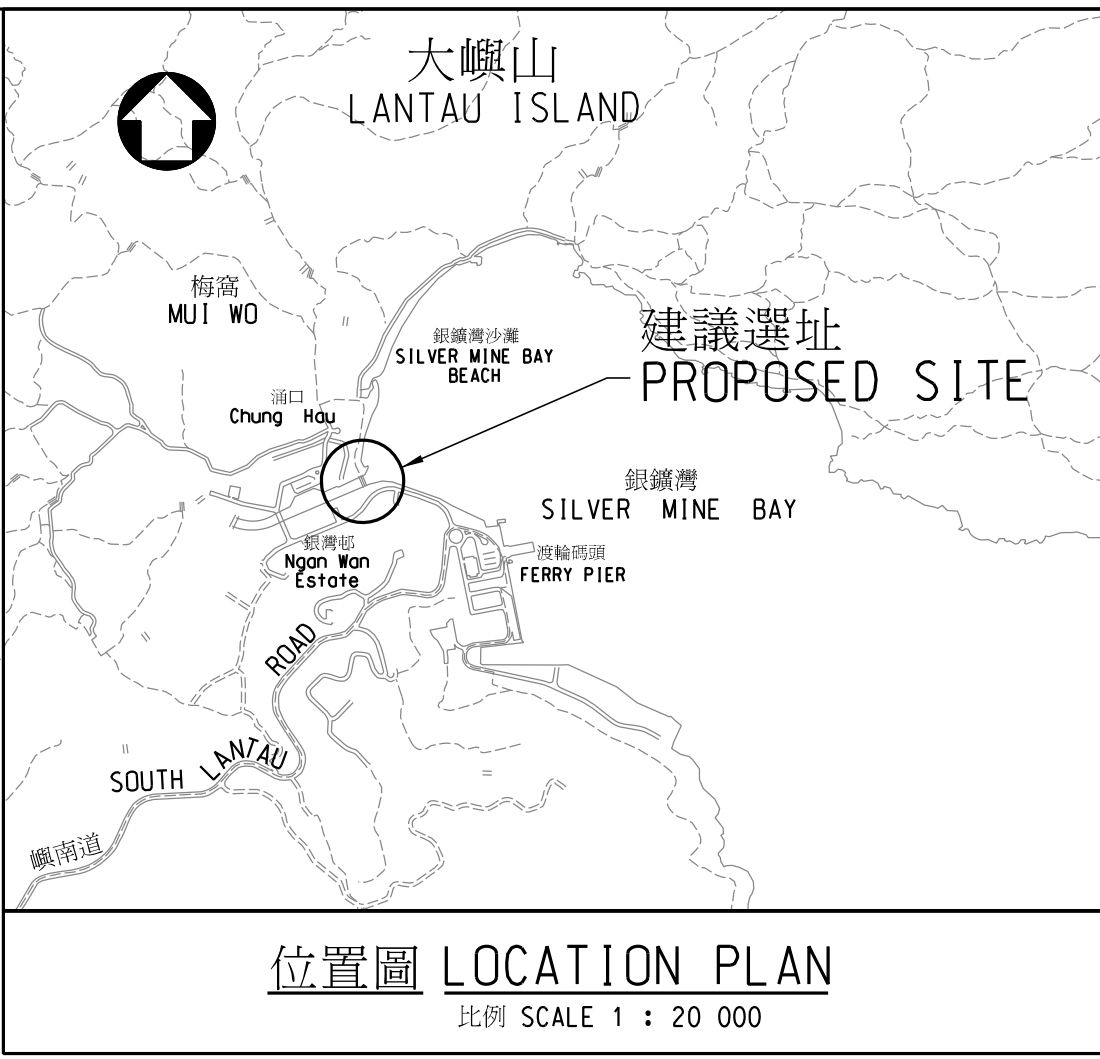 大嶼山
LANTAU ISLAND
梅窩
MUI WO
銀鑛灣沙灘
SILVER MINE BAY
BEACH
建議選址
PROPOSED SITE
涌口
Chung Hau
銀鑛灣
SILVER MINE BAY
銀灣邨
Ngan Wan
Estate
渡輪碼頭
FERRY PIER
SOUTH LANTAU ROAD
嶼南道
位置圖 LOCATION PLAN
比例 SCALE 1 : 20 000